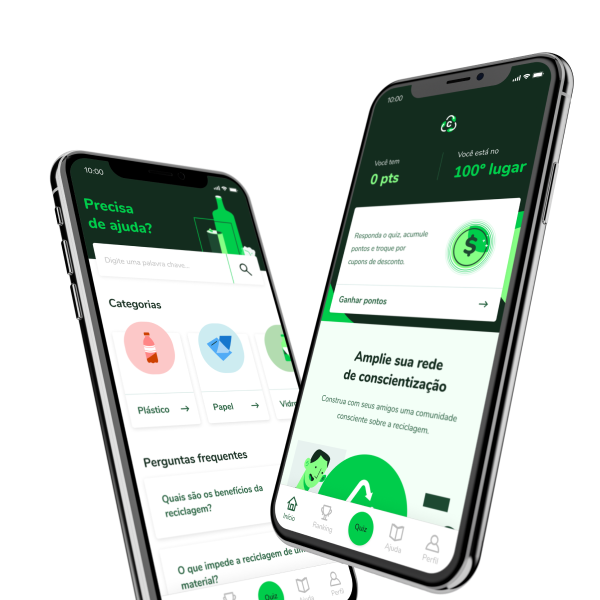 10:00
Precisa
de ajuda?
Digite uma palavra chave...
Categorias
Plástico
Papel
Perguntas frequentes
Quais são os benefícios da
reciclagem?
O que impede a reciclagem de um
material?
Quiz
Ajuda
Perfil
10:00
C
Você tem
0 pts
Você está no
100º lugar
Responda o quiz, acumule
pontos e troque por
cupons de desconto.
$
Ganhar pontos
Amplie sua rede
de conscientização
Construa com seus amigos uma comunidade
consciente sobre a reciclagem.
Início
Ranking
Quiz
Ajuda
Perfil